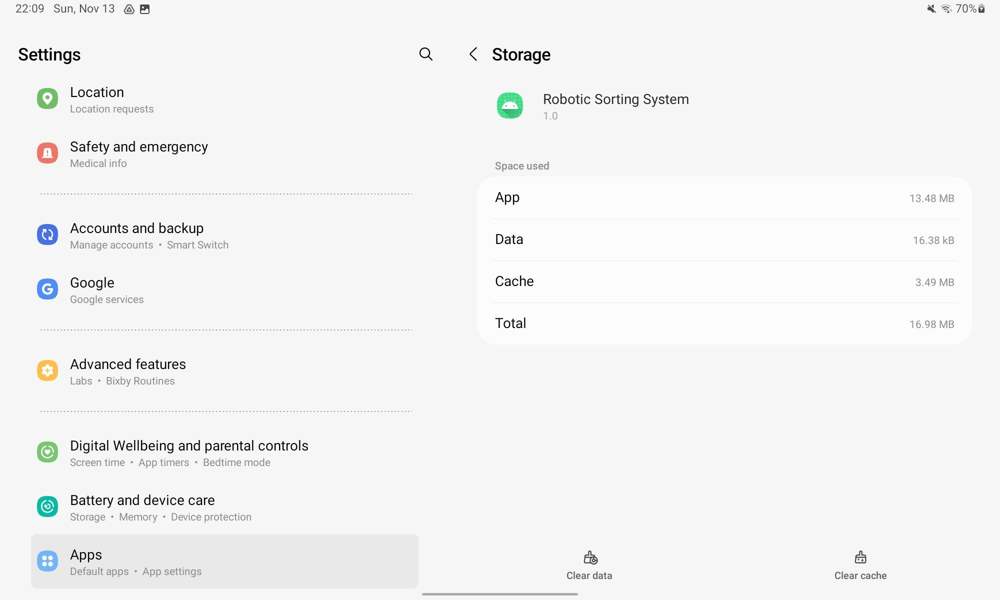 22:09 Sun, Nov 13
70%
Settings
Location
Location requests
Safety and emergency
Medical info
Accounts and backup
Manage accounts • Smart Switch
Google
Google services
Advanced features
Labs • Bixby Routines
Digital Wellbeing and parental controls
Screen time • App timers • Bedtime mode
Battery and device care
Storage • Memory • Device protection
Apps
Default apps • App settings
Storage
Robotic Sorting System
1.0
Space used
App 13.48 MB
Data 16.38 kB
Cache 3.49 MB
Total 16.98 MB
Clear data
Clear cache